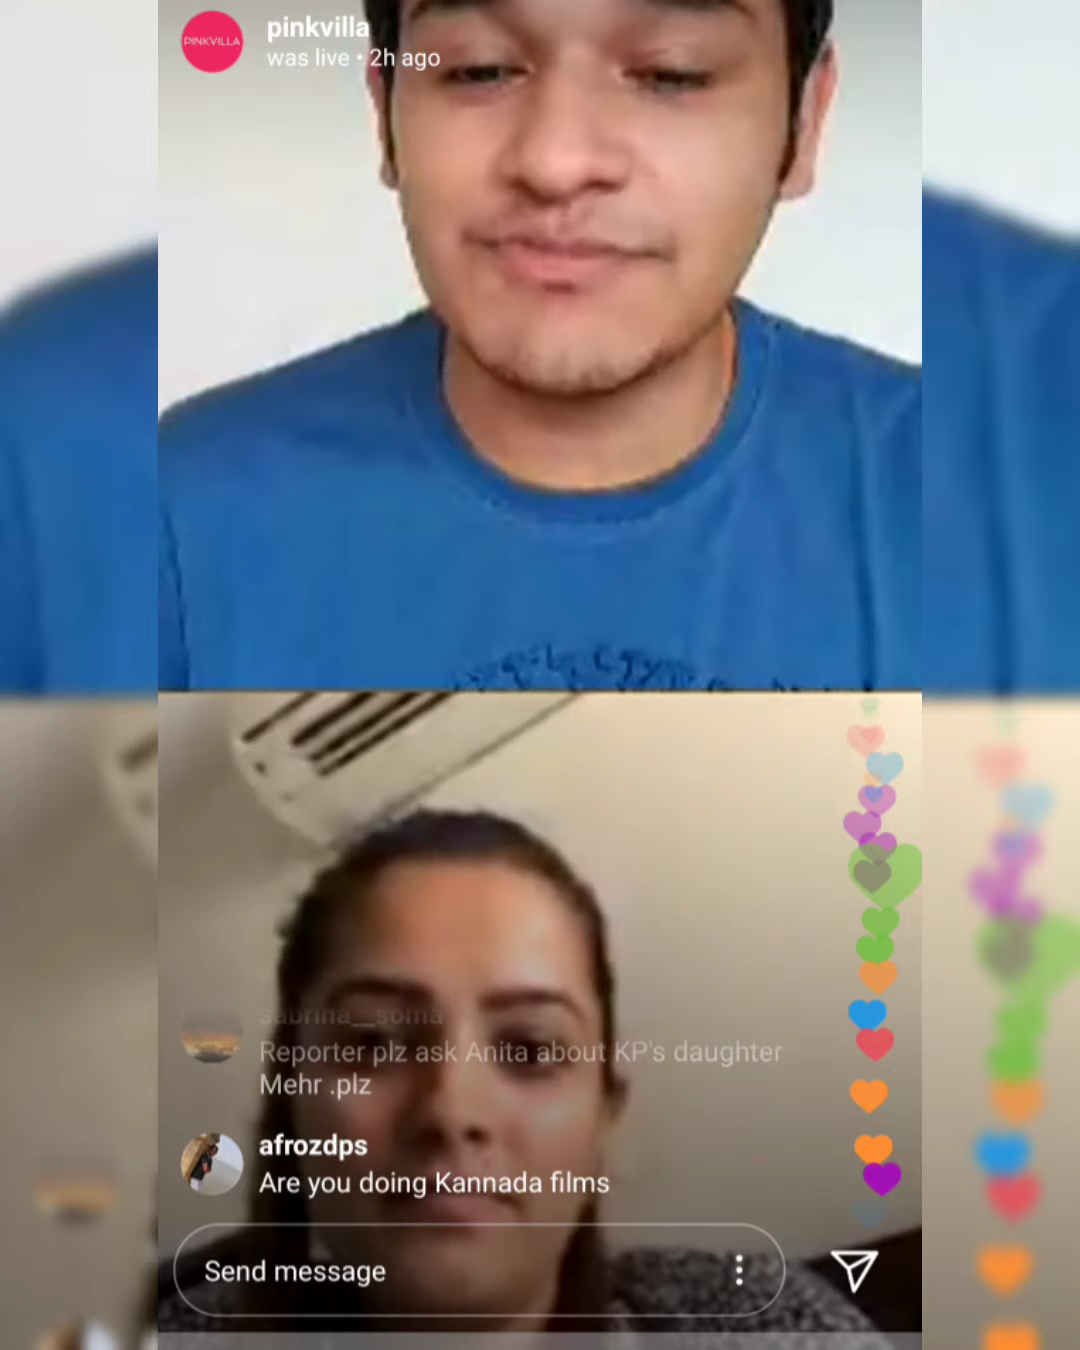 PINKVILLA
pinkvilla
was live • 2h ago
sabrina__soma
Reporter plz ask Anita about KP's daughter
Mehr .plz
afrozdps
Are you doing Kannada films
Send message